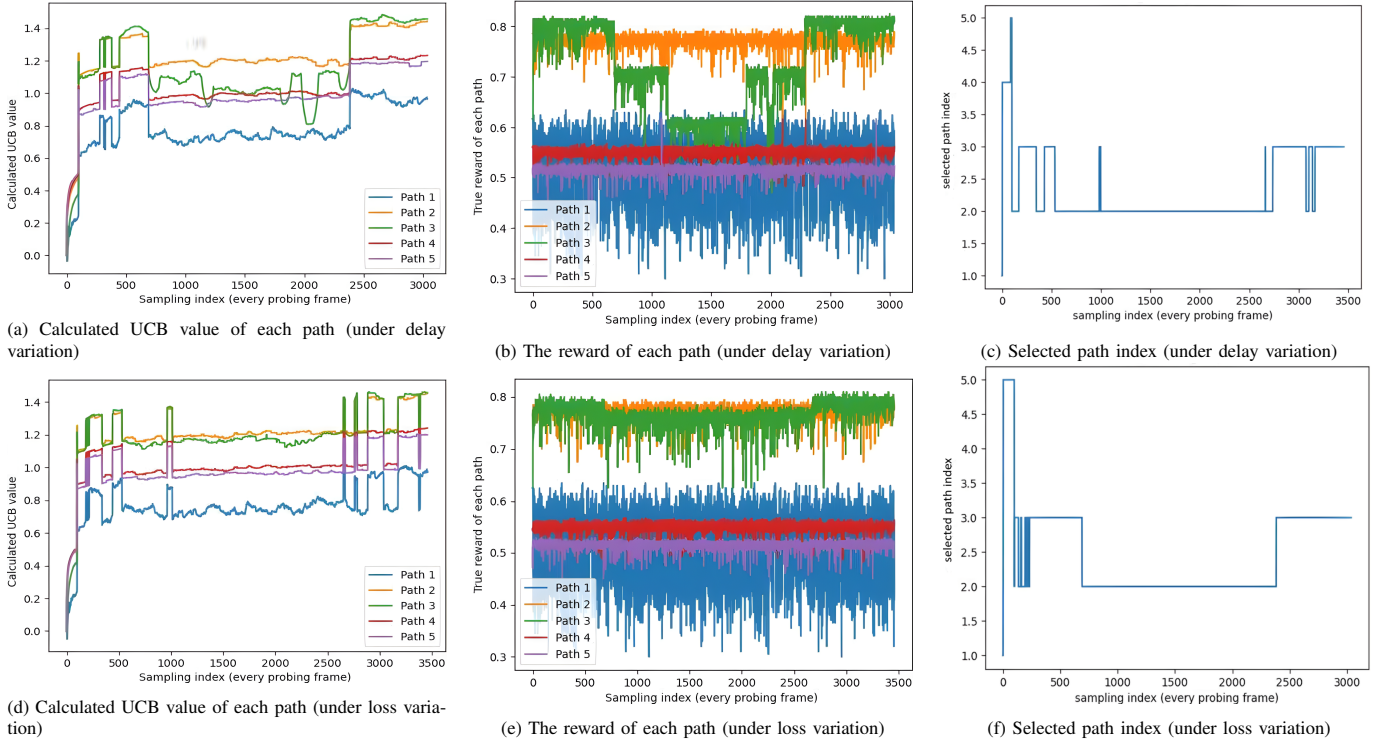 1.4
1.2
1.0
0.8
0.6
0.4
0.2
0.0
Calculated UCB value
Path 1
Path 2
Path 3
Path 4
Path 5
0 500 1000 1500 2000 2500 3000
Sampling index (every probing frame)
(a) Calculated UCB value of each path (under delay
variation)
0.8
0.7
0.6
0.5
0.4
0.3
True reward of each path
Path 1
Path 2
Path 3
Path 4
Path 5
0 500 1000 1500 2000 2500 3000
Sampling index (every probing frame)
(b) The reward of each path (under delay variation)
5.0
4.5
4.0
3.5
3.0
2.5
2.0
1.5
1.0
selected path index
0 500 1000 1500 2000 2500 3000 3500
sampling index (every probing frame)
(c) Selected path index (under delay variation)
1.4
1.2
1.0
0.8
0.6
0.4
0.2
0.0
Calculated UCB value
Path 1
Path 2
Path 3
Path 4
Path 5
0 500 1000 1500 2000 2500 3000 3500
Sampling index (every probing frame)
(d) Calculated UCB value of each path (under loss varia-
tion)
0.8
0.7
0.6
0.5
0.4
0.3
True reward of each path
Path 1
Path 2
Path 3
Path 4
Path 5
0 500 1000 1500 2000 2500 3000 3500
Sampling index (every probing frame)
(e) The reward of each path (under loss variation)
5.0
4.5
4.0
3.5
3.0
2.5
2.0
1.5
1.0
selected path index
0 500 1000 1500 2000 2500 3000
sampling index (every probing frame)
(f) Selected path index (under loss variation)